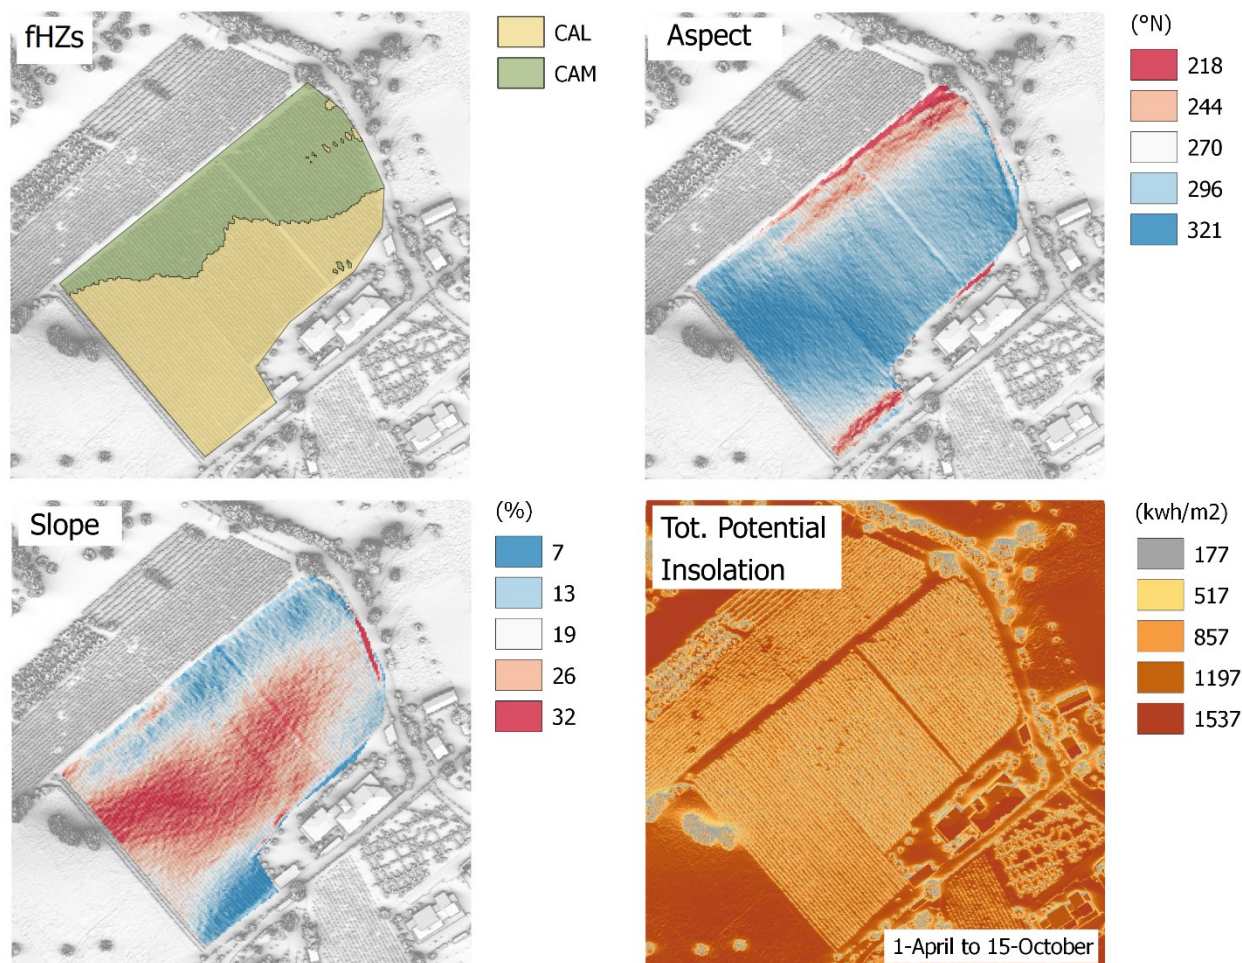 fHZs
CAL
CAM
Aspect
(°N)
218
244
270
296
321
Slope
(%)
7
13
19
26
32
Tot. Potential
Insolation
(kwh/m2)
177
517
857
1197
1537
1-April to 15-October